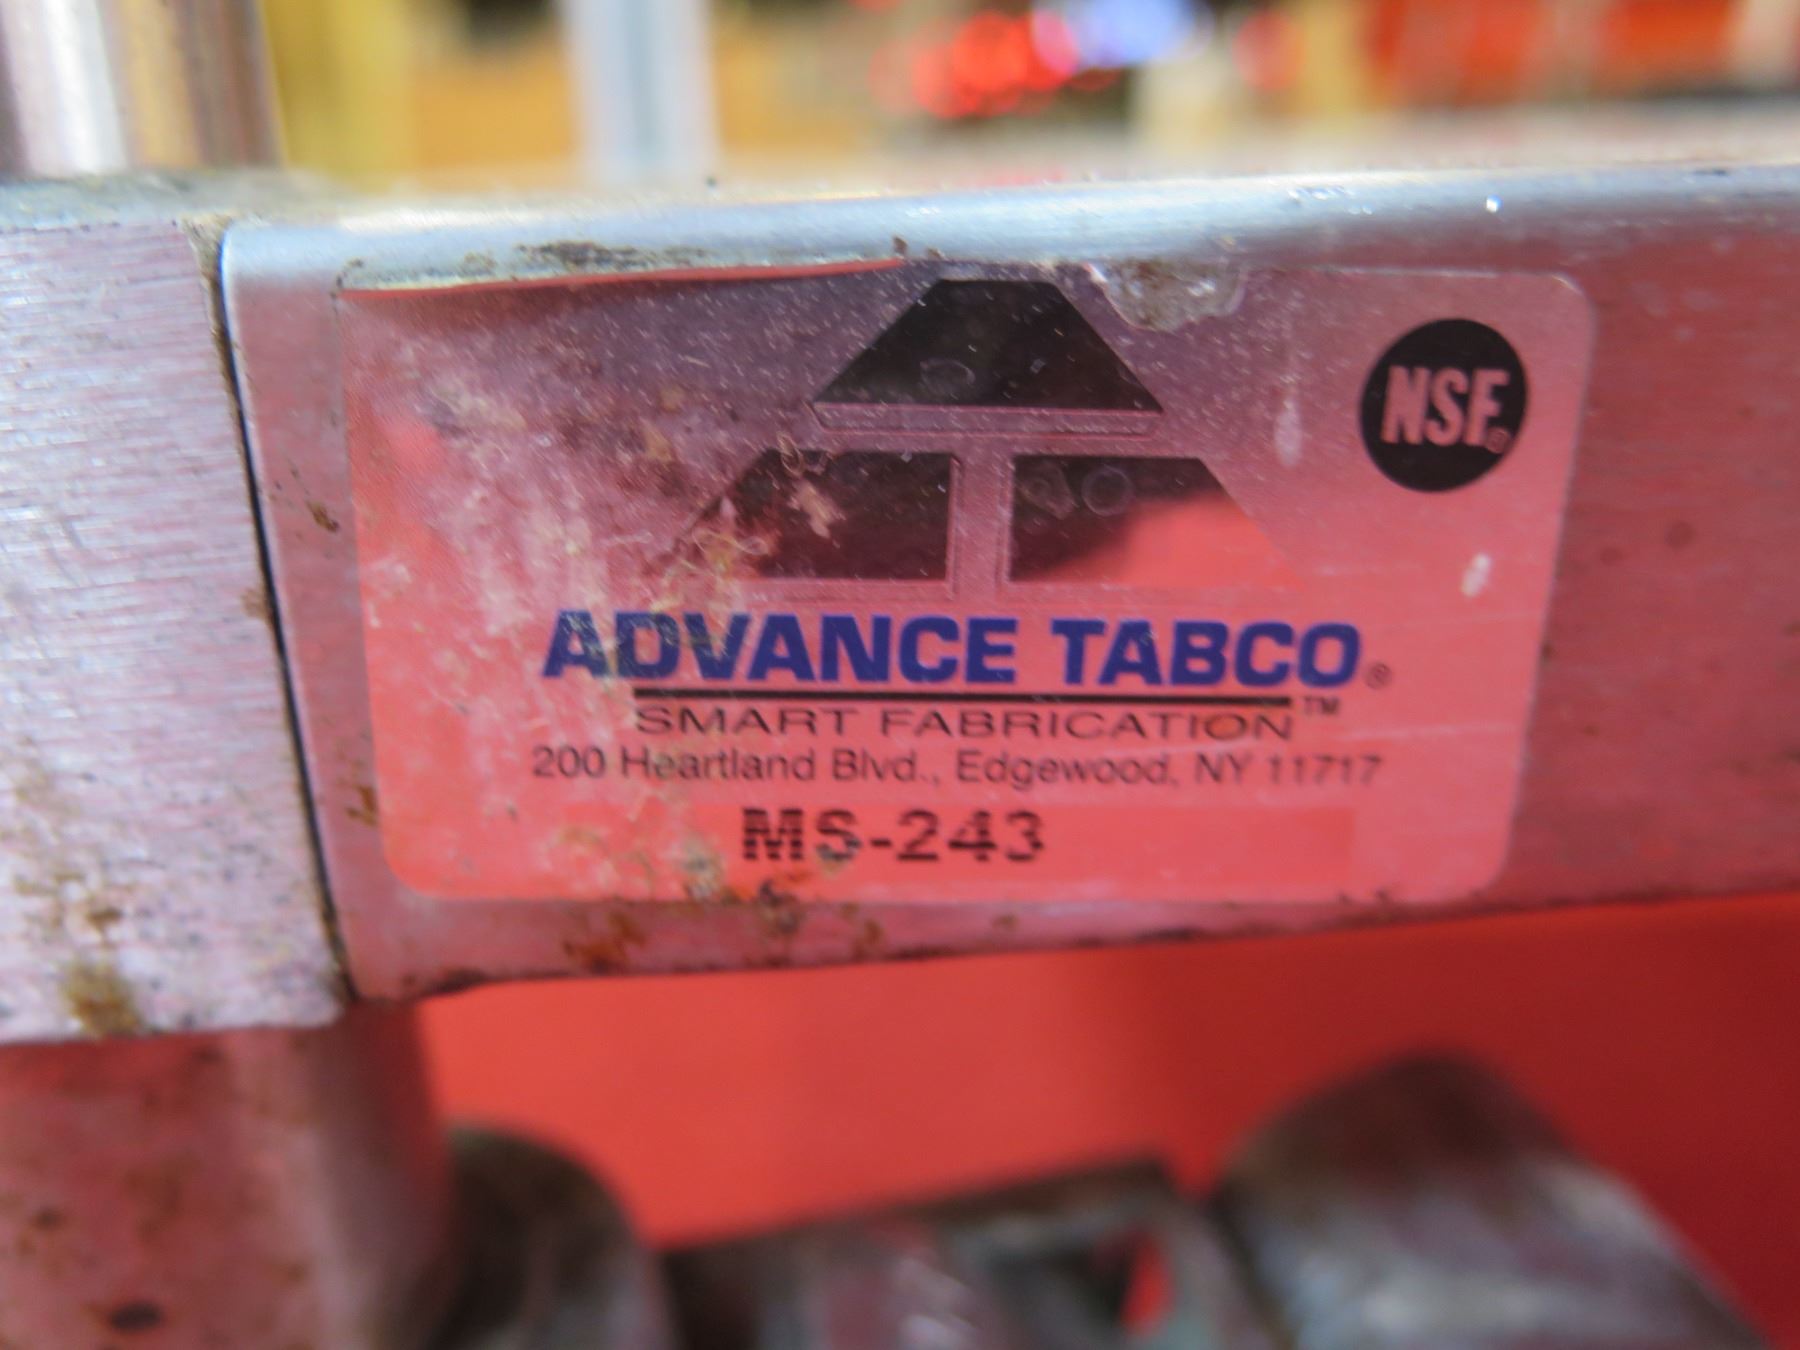 NSF®
ADVANCE TABCO®
SMART FABRICATION™
200 Heartland Blvd., Edgewood, NY 11717
MS-243